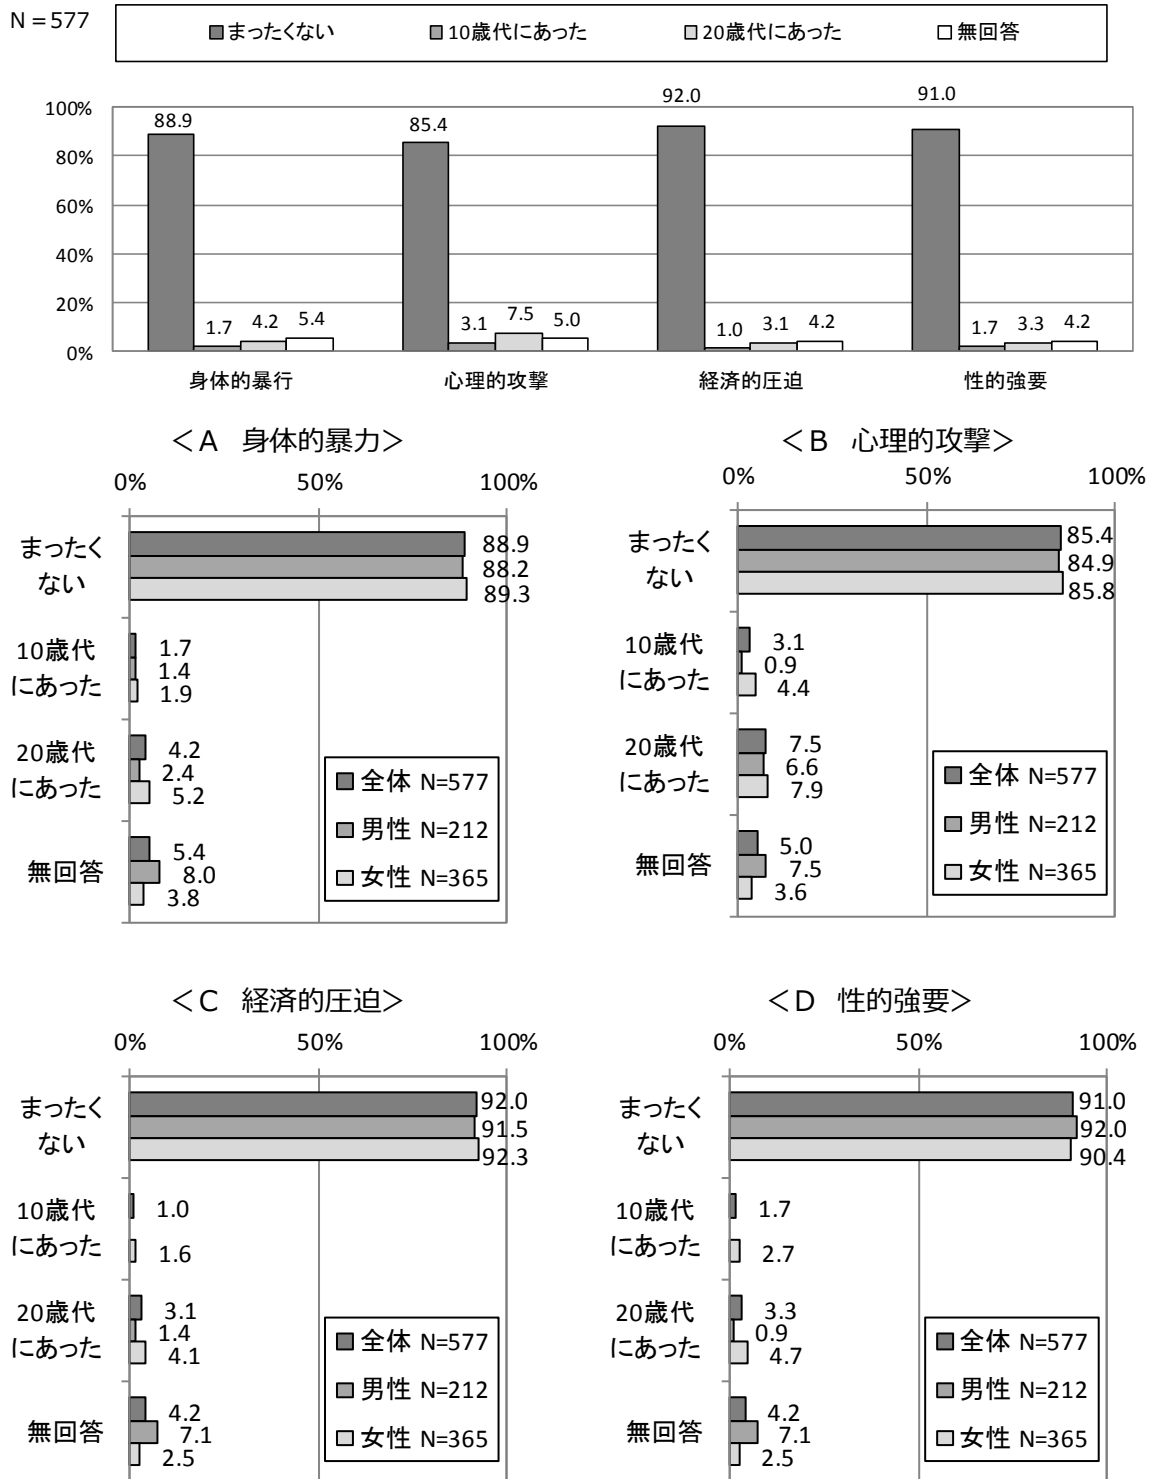 N=577
まったくない 10歳代にあった 20歳代にあった 無回答
100%
80%
60%
40%
20%
0%
88.9 1.7 4.2 5.4
85.4 3.1 7.5 5.0
92.0 1.0 3.1 4.2
91.0 1.7 3.3 4.2
身体的暴行 心理的攻撃 経済的圧迫 性的強要
＜A 身体的暴力＞
0% 50% 100%
まったく
ない
88.9
88.2
89.3
10歳代
にあった
1.7
1.4
1.9
20歳代
にあった
4.2
2.4
5.2
無回答
5.4
8.0
3.8
全体 N=577
男性 N=212
女性 N=365
＜B 心理的攻撃＞
0% 50% 100%
まったく
ない
85.4
84.9
85.8
10歳代
にあった
3.1
0.9
4.4
20歳代
にあった
7.5
6.6
7.9
無回答
5.0
7.5
3.6
全体 N=577
男性 N=212
女性 N=365
＜C 経済的圧迫＞
0% 50% 100%
まったく
ない
92.0
91.5
92.3
10歳代
にあった
1.0
1.6
20歳代
にあった
3.1
1.4
4.1
無回答
4.2
7.1
2.5
全体 N=577
男性 N=212
女性 N=365
＜D 性的強要＞
0% 50% 100%
まったく
ない
91.0
92.0
90.4
10歳代
にあった
1.7
2.7
20歳代
にあった
3.3
0.9
4.7
無回答
4.2
7.1
2.5
全体 N=577
男性 N=212
女性 N=365